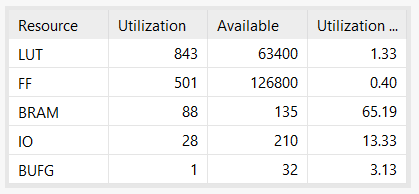 Resource Utilization Available Utilization ...
LUT 843 63400 1.33
FF 501 126800 0.40
BRAM 88 135 65.19
IO 28 210 13.33
BUFG 1 32 3.13